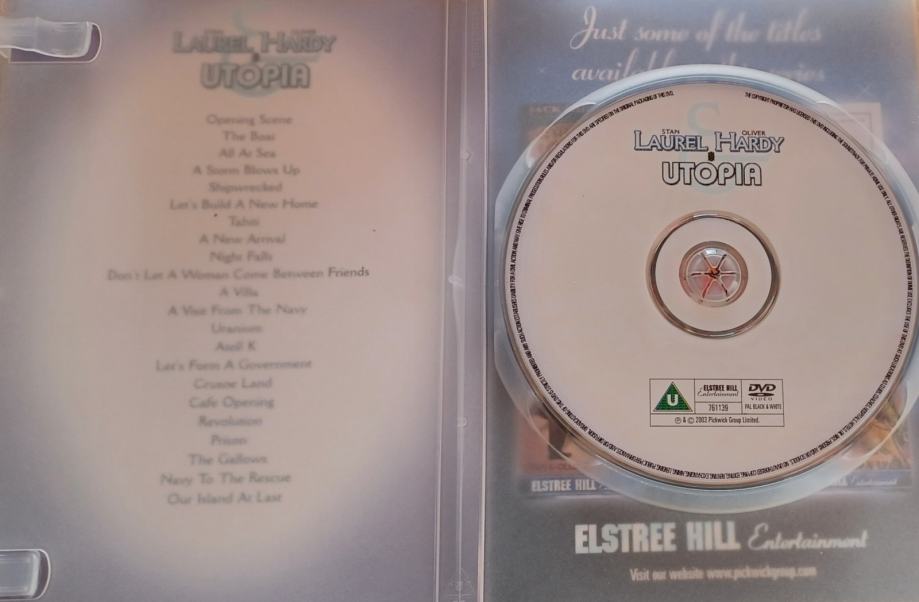 LAUREL HARDY
UTOPIA
Opening Scene
The Boat
All At Sea
A Storm Blows Up
Shipwrecked
Let's Build A New Home
Tahiti
A New Arrival
Night Falls
Don't Let A Woman Come Between Friends
A Villa
A Visit From The Navy
Uranium
Atoll K
Let's Form A Government
Crusoe Land
Cafe Opening
Revolution
Prison
The Gallows
Navy To The Rescue
Our Island At Last
Just some of the titles
STAN OLIVER
LAUREL HARDY
UTOPIA
U
ELSTREE HILL
Entertainment
761139
DVD
VIDEO
PAL BLACK & WHITE
℗ & © 2003 Pickwick Group Limited.
ELSTREE HILL
Entertainment
ELSTREE HILL Entertainment
Visit our website www.pickwickgroup.com